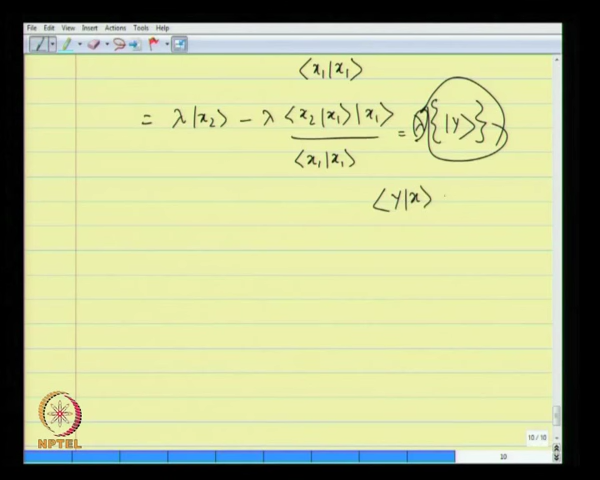 File Edit View Insert Actions Tools Help
⟨x₁|x₁⟩
= λ|x₂⟩ − λ ⟨x₂|x₁⟩|x₁⟩ / ⟨x₁|x₁⟩ = λ{|y⟩}
⟨y|x⟩
NPTEL
10 / 10
10